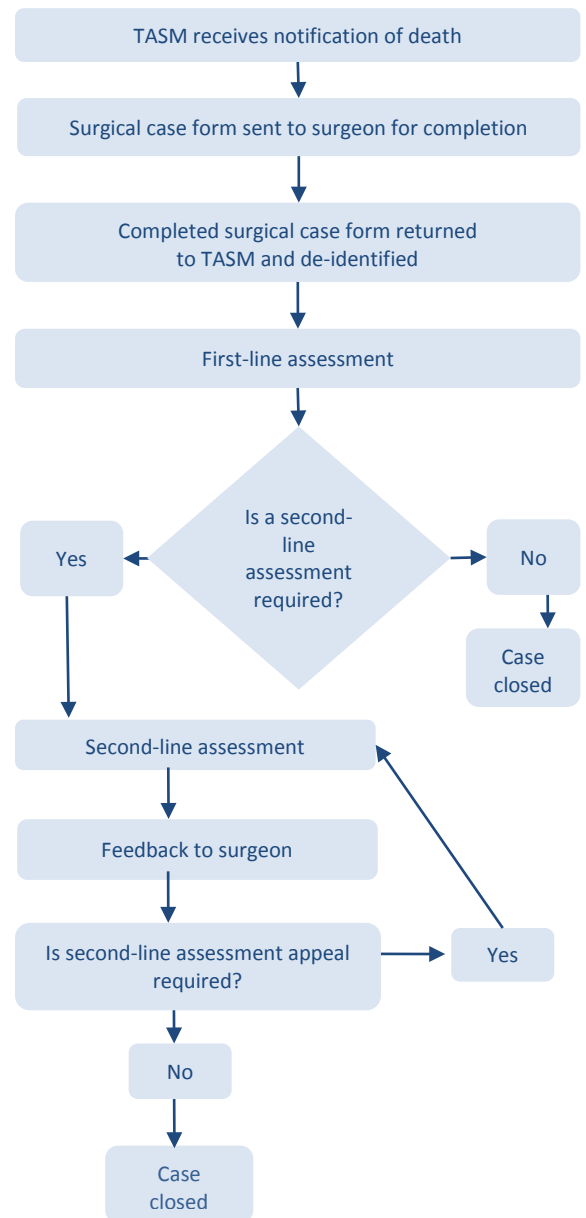 TASM receives notification of death
Surgical case form sent to surgeon for completion
Completed surgical case form returned
to TASM and de-identified
First-line assessment
Is a second-
line
assessment
required?
Yes
No
Case
closed
Second-line assessment
Feedback to surgeon
Is second-line assessment appeal
required?
Yes
No
Case
closed